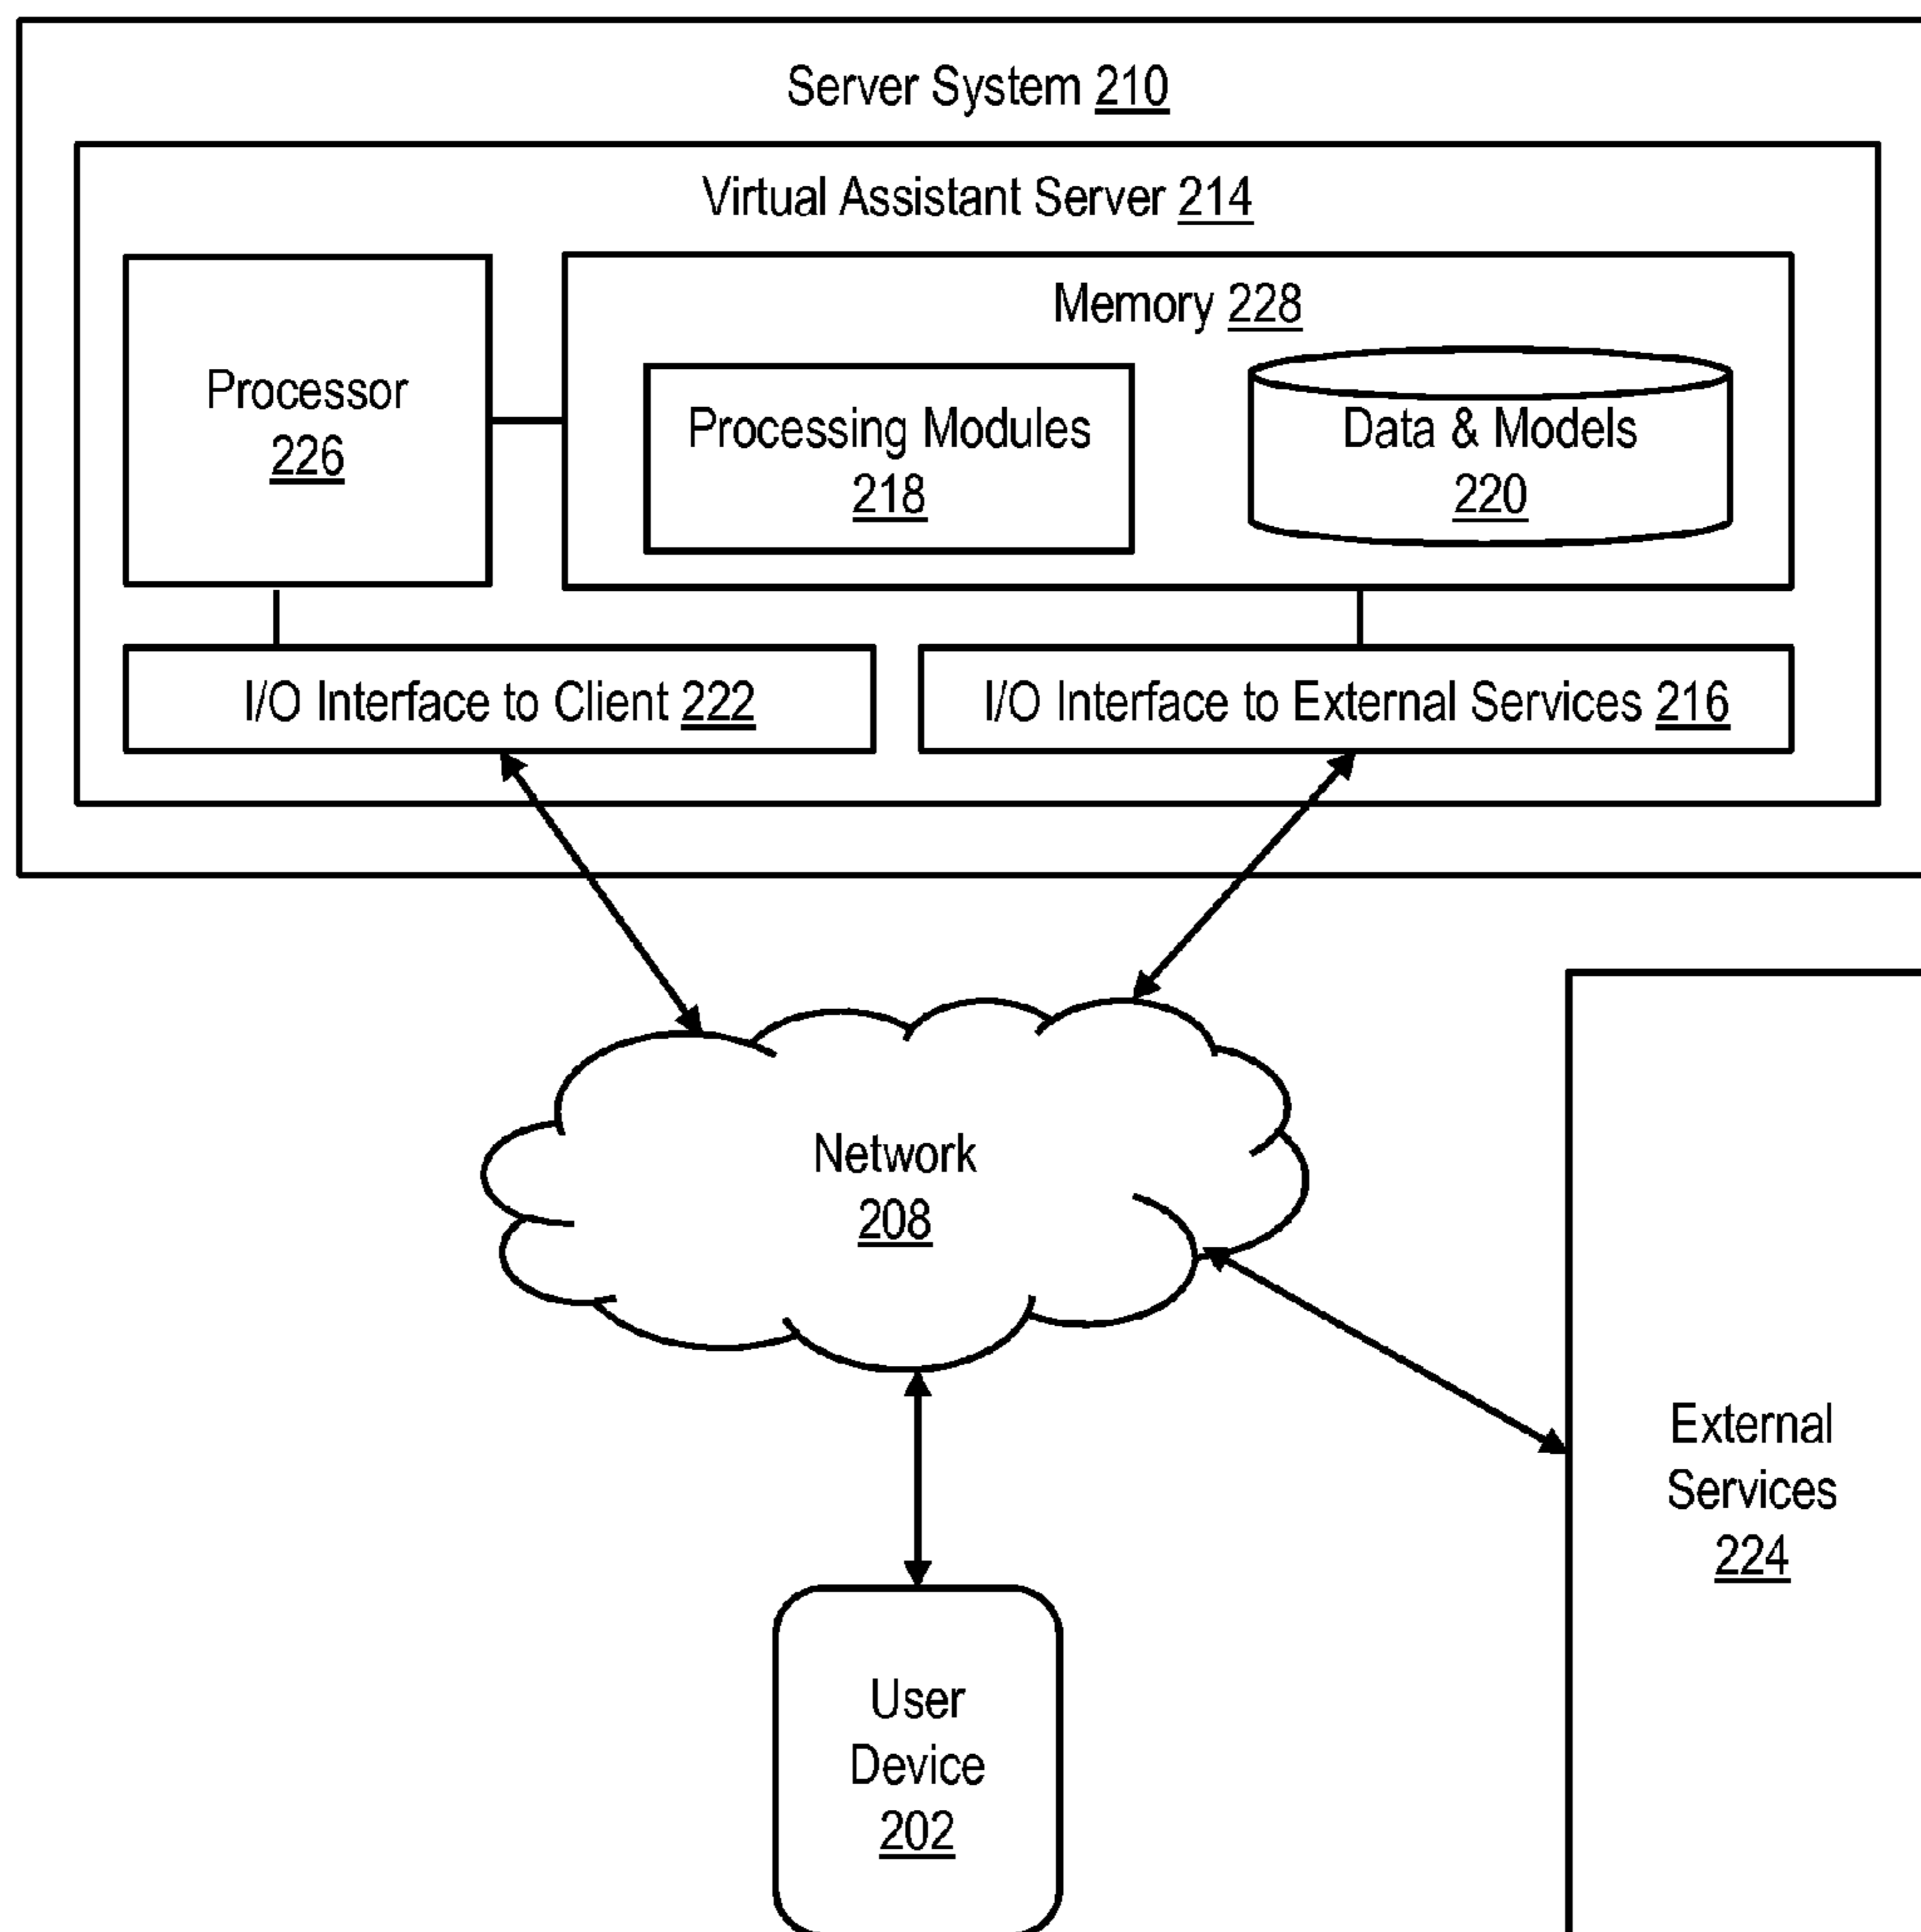 Server System 210
Virtual Assistant Server 214
Processor
226
Memory 228
Processing Modules
218
Data & Models
220
I/O Interface to Client 222
I/O Interface to External Services 216
Network
208
External
Services
224
User
Device
202